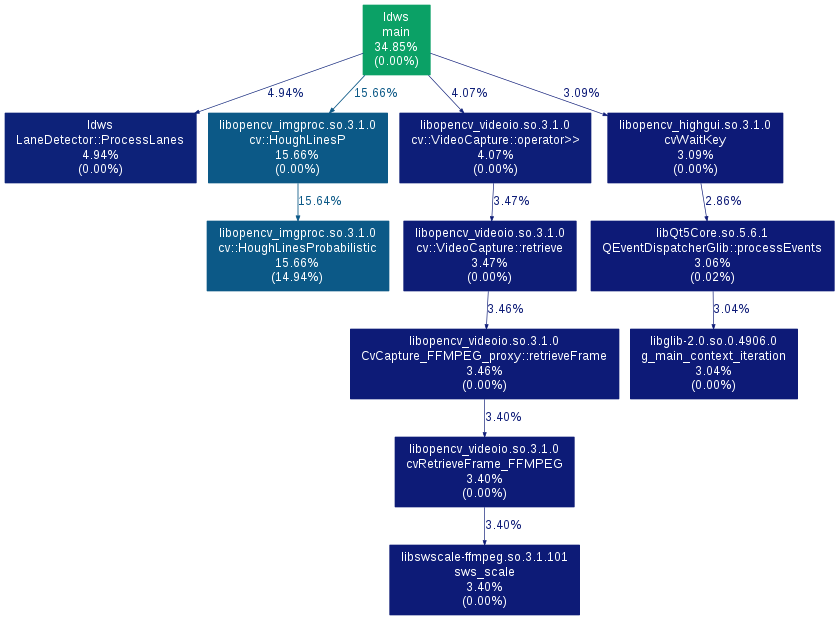 ldws
main
34.85%
(0.00%)
4.94%
15.66%
4.07%
3.09%
ldws
LaneDetector::ProcessLanes
4.94%
(0.00%)
libopencv_imgproc.so.3.1.0
cv::HoughLinesP
15.66%
(0.00%)
libopencv_videoio.so.3.1.0
cv::VideoCapture::operator>>
4.07%
(0.00%)
libopencv_highgui.so.3.1.0
cvWaitKey
3.09%
(0.00%)
15.64%
3.47%
2.86%
libopencv_imgproc.so.3.1.0
cv::HoughLinesProbabilistic
15.66%
(14.94%)
libopencv_videoio.so.3.1.0
cv::VideoCapture::retrieve
3.47%
(0.00%)
libQt5Core.so.5.6.1
QEventDispatcherGlib::processEvents
3.06%
(0.02%)
3.46%
3.04%
libopencv_videoio.so.3.1.0
CvCapture_FFMPEG_proxy::retrieveFrame
3.46%
(0.00%)
libglib-2.0.so.0.4906.0
g_main_context_iteration
3.04%
(0.00%)
3.40%
libopencv_videoio.so.3.1.0
cvRetrieveFrame_FFMPEG
3.40%
(0.00%)
3.40%
libswscale-ffmpeg.so.3.1.101
sws_scale
3.40%
(0.00%)